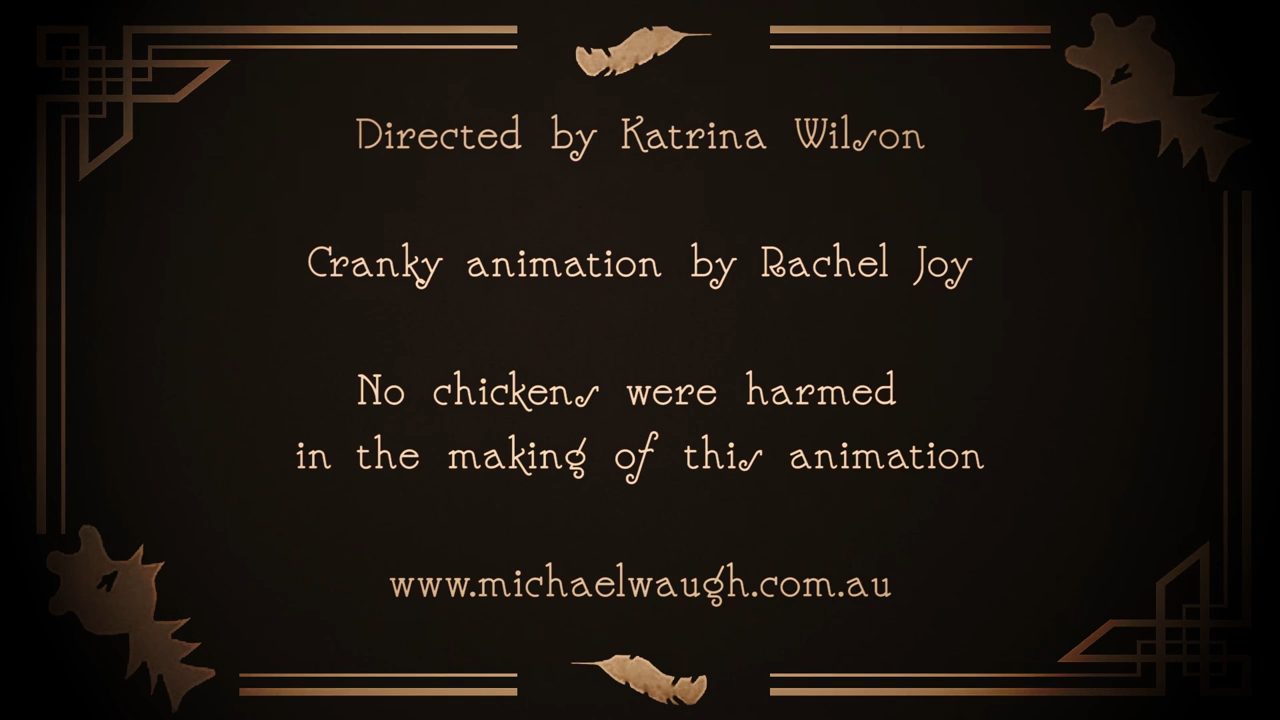 Directed by Katrina Wilson
Cranky animation by Rachel Joy
No chickens were harmed
in the making of this animation
www.michaelwaugh.com.au